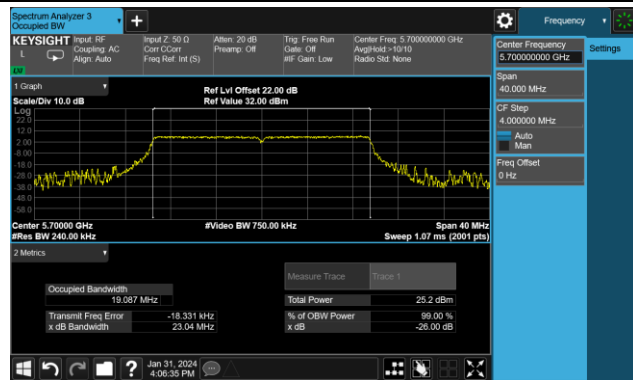 Spectrum Analyzer 3
Occupied BW
Frequency
KEYSIGHT
Input: RF
Coupling: AC
Align: Auto
Input Z: 50 Ω
Corr CCorr
Freq Ref: Int (S)
Atten: 20 dB
Preamp: Off
Trig: Free Run
Gate: Off
#IF Gain: Low
Center Freq: 5.700000000 GHz
Avg|Hold:>10/10
Radio Std: None
L
LM
Center Frequency
5.700000000 GHz
Settings
Span
40.000 MHz
CF Step
4.000000 MHz
Auto
Man
Freq Offset
0 Hz
1 Graph
Scale/Div 10.0 dB
Ref Lvl Offset 22.00 dB
Ref Value 32.00 dBm
Log
22.0
12.0
2.00
-8.00
-18.0
-28.0
-38.0
-48.0
-58.0
Center 5.70000 GHz
#Res BW 240.00 kHz
#Video BW 750.00 kHz
Span 40 MHz
Sweep 1.07 ms (2001 pts)
2 Metrics
Measure Trace
Trace 1
Occupied Bandwidth
19.087 MHz
Total Power
25.2 dBm
Transmit Freq Error
-18.331 kHz
% of OBW Power
99.00 %
x dB Bandwidth
23.04 MHz
x dB
-26.00 dB
?
Jan 31, 2024
4:06:35 PM